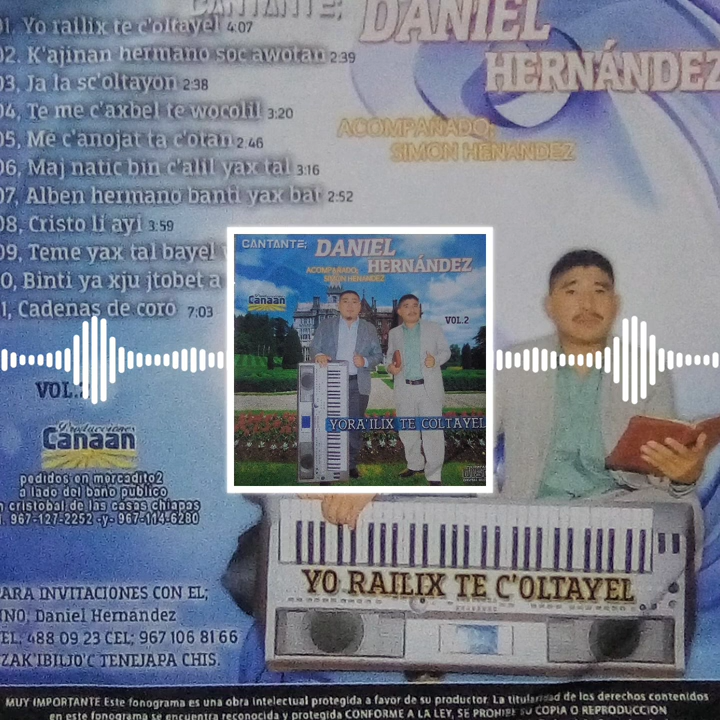 CANTANTE;
DANIEL
HERNÁNDEZ
ACOMPAÑADO;
SIMON HENANDEZ
01, Yo railix te c'oltayel 4:07
02. K'ajinan hermano soc awotan 2:39
03, Ja la sc'oltayon 2:38
04, Te me c'axbel te wocolil 3:20
05, Me c'anojat ta c'otan 2.46
06, Maj natic bin c'alil yax tal 3:16
07, Alben hermano banti yax bat 2:52
08, Cristo li ayi 3:59
09, Teme yax tal bayel
10, Binti ya xju jtobet a
11, Cadenas de coro 7:03
CANTANTE;
DANIEL
HERNÁNDEZ
ACOMPAÑADO;
SIMON HENANDEZ
Canaan
VOL.2
YORA'ILIX TE COLTAYEL
VOL.2
Producciones
Canaan
pedidos en mercadito2
a lado del baño publico
n cristobal de las casas chiapas
l. 967-127-2252 -y- 967-114-6280
YO RAILIX TE C'OLTAYEL
PARA INVITACIONES CON EL;
NO, Daniel Hernández
TEL, 488 09 23 CEL; 967 106 81 66
TZAK'IBILJO'C TENEJAPA CHIS.
MUY IMPORTANTE Este fonograma es una obra intelectual protegida a favor de su productor. La titularidad de los derechos contenidos
en este fonograma se encuentra reconocida y protegida CONFORME A LA LEY, SE PROHIBE SU COPIA O REPRODUCCION